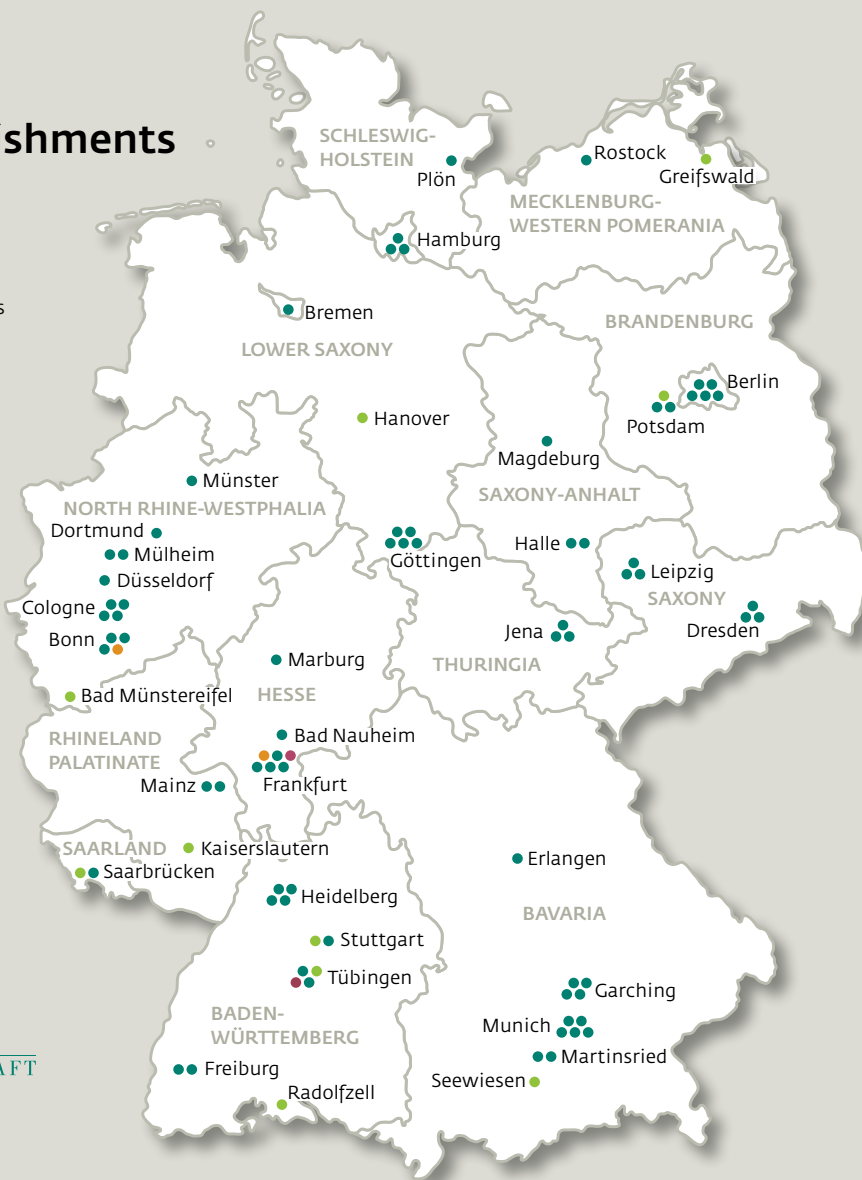 ishments
SCHLESWIG-
HOLSTEIN
Plön
Rostock
Greifswald
MECKLENBURG-
WESTERN POMERANIA
Hamburg
s
Bremen
LOWER SAXONY
BRANDENBURG
Berlin
Potsdam
Hanover
Magdeburg
SAXONY-ANHALT
Münster
NORTH RHINE-WESTPHALIA
Dortmund
Mülheim
Düsseldorf
Cologne
Bonn
Göttingen
Halle
Leipzig
SAXONY
Dresden
Jena
THURINGIA
Marburg
HESSE
Bad Münstereifel
RHINELAND
PALATINATE
Bad Nauheim
Frankfurt
Mainz
SAARLAND
Kaiserslautern
Saarbrücken
Erlangen
Heidelberg
BAVARIA
Stuttgart
Tübingen
Garching
BADEN-
WÜRTTEMBERG
Munich
Martinsried
Seewiesen
Freiburg
Radolfzell
AFT